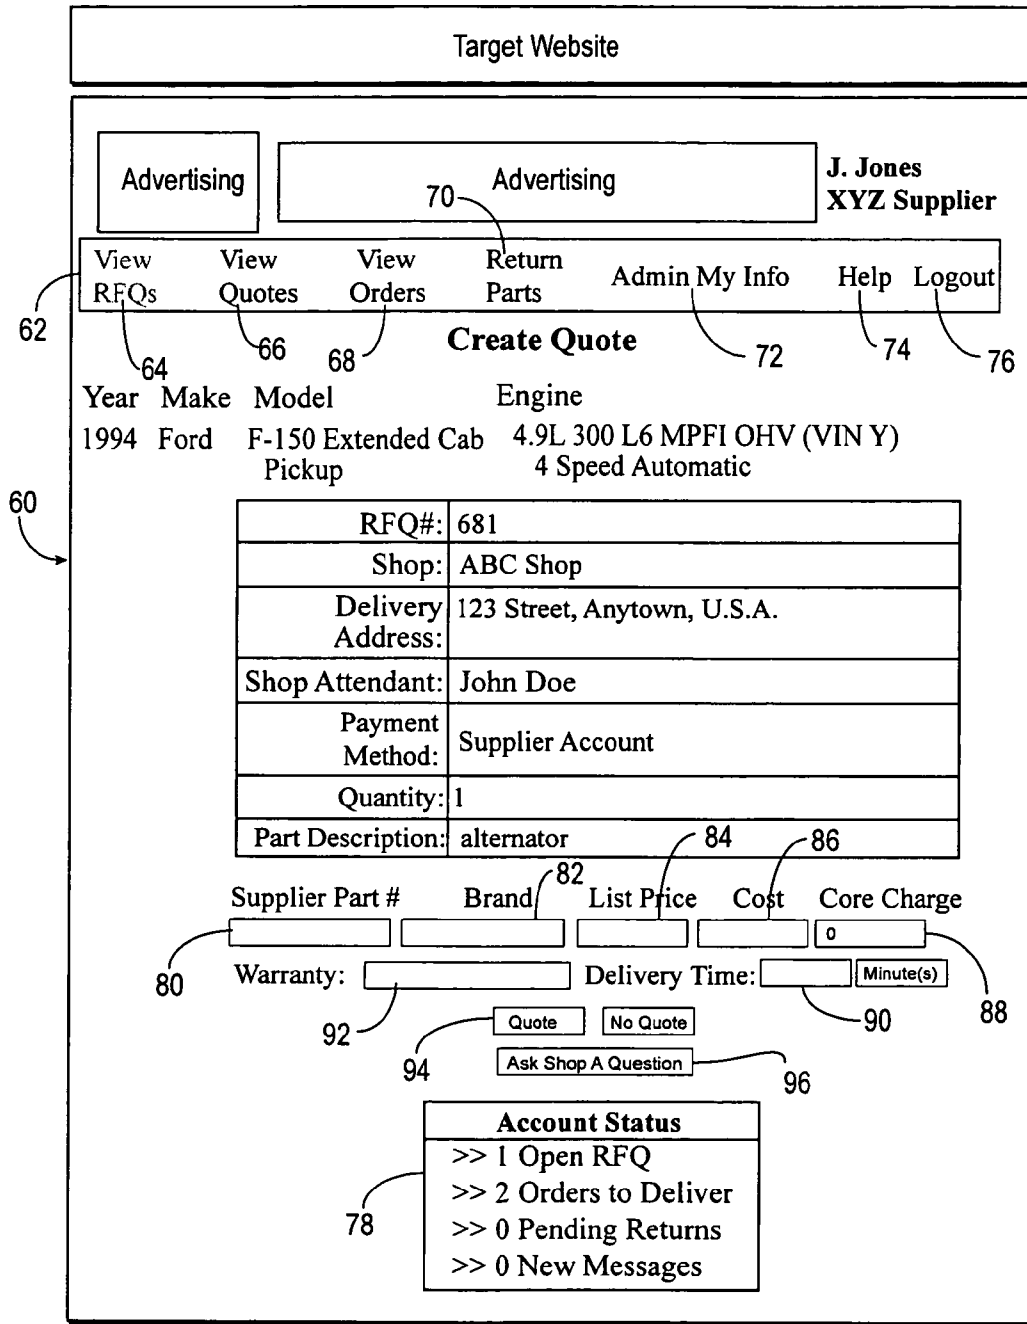 Target Website
Advertising
Advertising
J. Jones
XYZ Supplier
70
View RFQs
View Quotes
View Orders
Return Parts
Admin My Info
Help
Logout
62
64
66
68
72
74
76
Create Quote
Year Make Model Engine
1994 Ford F-150 Extended Cab 4.9L 300 L6 MPFI OHV (VIN Y)
Pickup 4 Speed Automatic
60
RFQ#: 681
Shop: ABC Shop
Delivery Address: 123 Street, Anytown, U.S.A.
Shop Attendant: John Doe
Payment Method: Supplier Account
Quantity: 1
Part Description: alternator
84
86
82
Supplier Part # Brand List Price Cost Core Charge
0
80
Warranty: Delivery Time: Minute(s)
88
92
90
Quote No Quote
94
Ask Shop A Question
96
Account Status
>> 1 Open RFQ
>> 2 Orders to Deliver
>> 0 Pending Returns
>> 0 New Messages
78